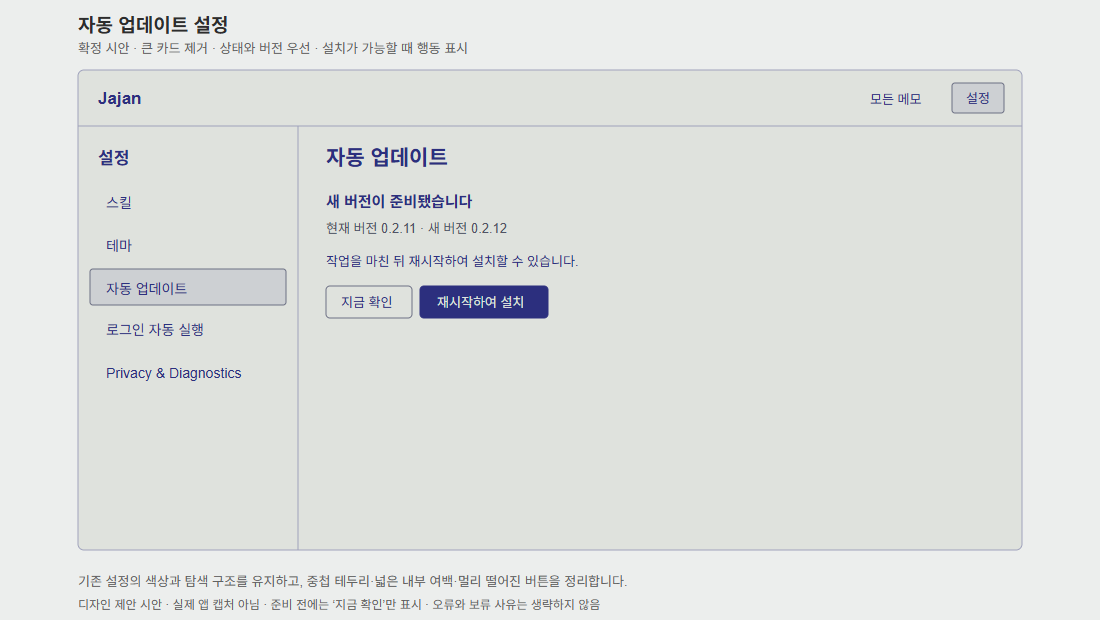 자동 업데이트 설정
확정 시안 · 큰 카드 제거 · 상태와 버전 우선 · 설치가 가능할 때 행동 표시
Jajan
모든 메모
설정
설정
스킬
테마
자동 업데이트
로그인 자동 실행
Privacy & Diagnostics
자동 업데이트
새 버전이 준비됐습니다
현재 버전 0.2.11 · 새 버전 0.2.12
작업을 마친 뒤 재시작하여 설치할 수 있습니다.
지금 확인
재시작하여 설치
기존 설정의 색상과 탐색 구조를 유지하고, 중첩 테두리·넓은 내부 여백·멀리 떨어진 버튼을 정리합니다.
디자인 제안 시안 · 실제 앱 캡처 아님 · 준비 전에는 ‘지금 확인’만 표시 · 오류와 보류 사유는 생략하지 않음